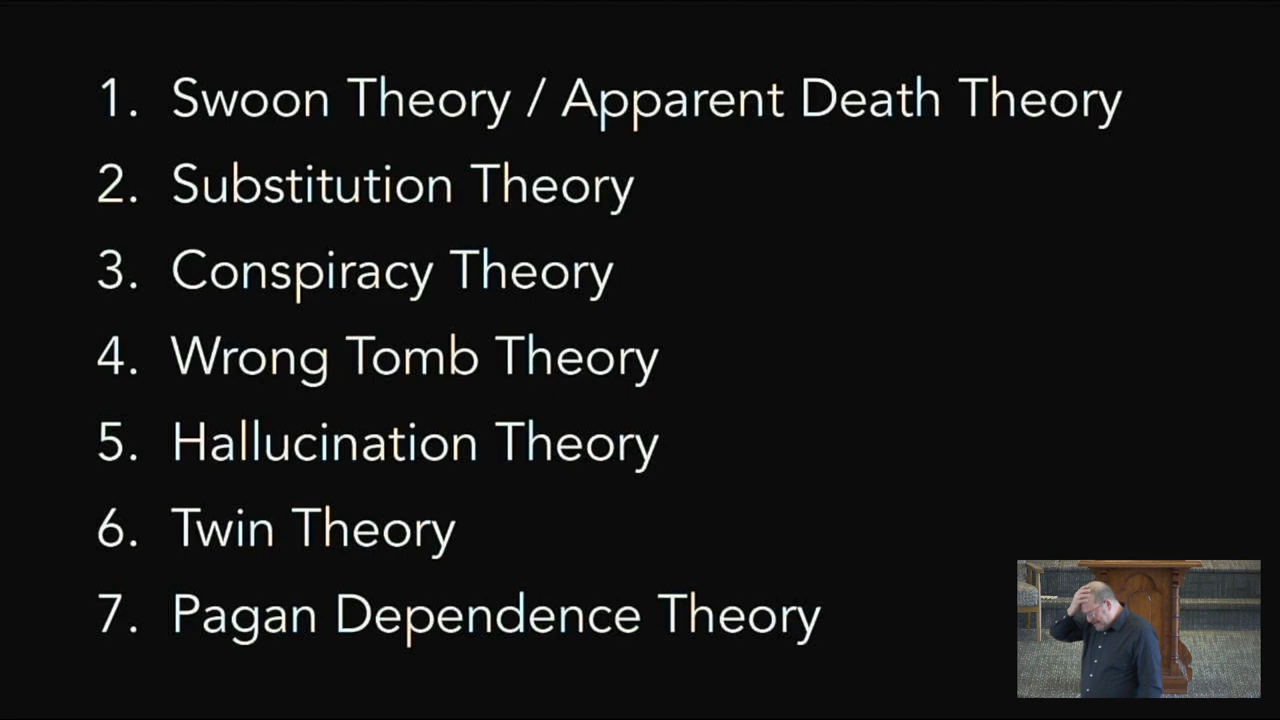 1. Swoon Theory / Apparent Death Theory
2. Substitution Theory
3. Conspiracy Theory
4. Wrong Tomb Theory
5. Hallucination Theory
6. Twin Theory
7. Pagan Dependence Theory